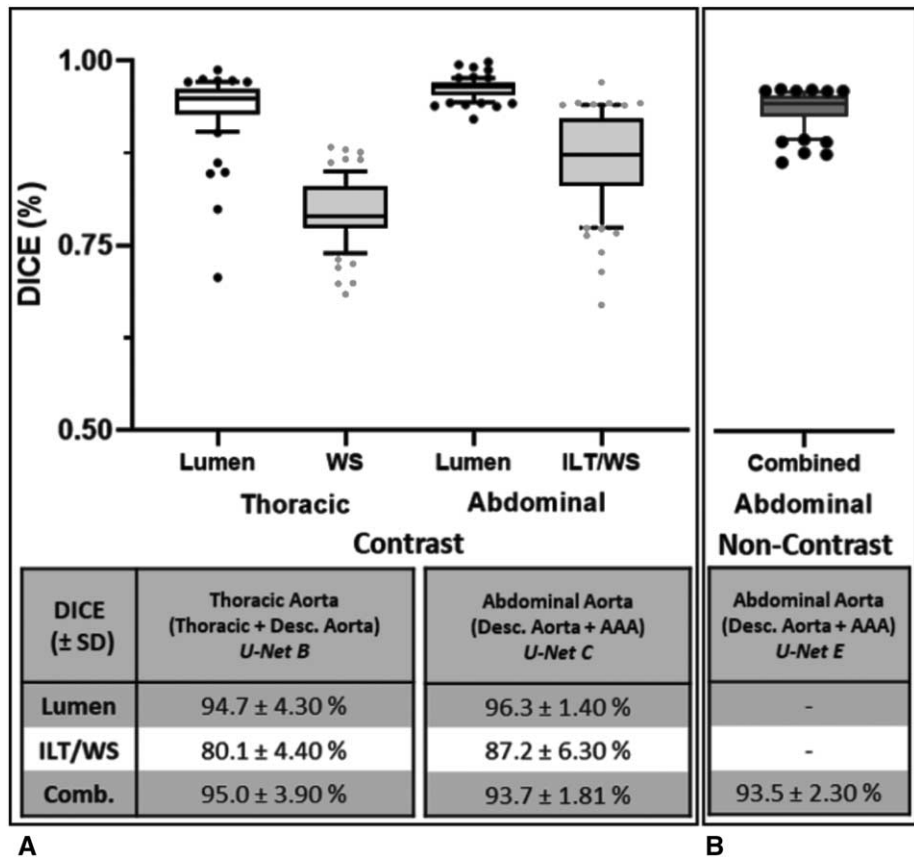 DICE (%)
1.00
0.75
0.50
Lumen WS Lumen ILT/WS
Thoracic Abdominal
Contrast
Combined
Abdominal
Non-Contrast
DICE
(± SD)
Thoracic Aorta
(Thoracic + Desc. Aorta)
U-Net B
Abdominal Aorta
(Desc. Aorta + AAA)
U-Net C
Abdominal Aorta
(Desc. Aorta + AAA)
U-Net E
Lumen 94.7 ± 4.30 % 96.3 ± 1.40 % -
ILT/WS 80.1 ± 4.40 % 87.2 ± 6.30 % -
Comb. 95.0 ± 3.90 % 93.7 ± 1.81 % 93.5 ± 2.30 %
A B